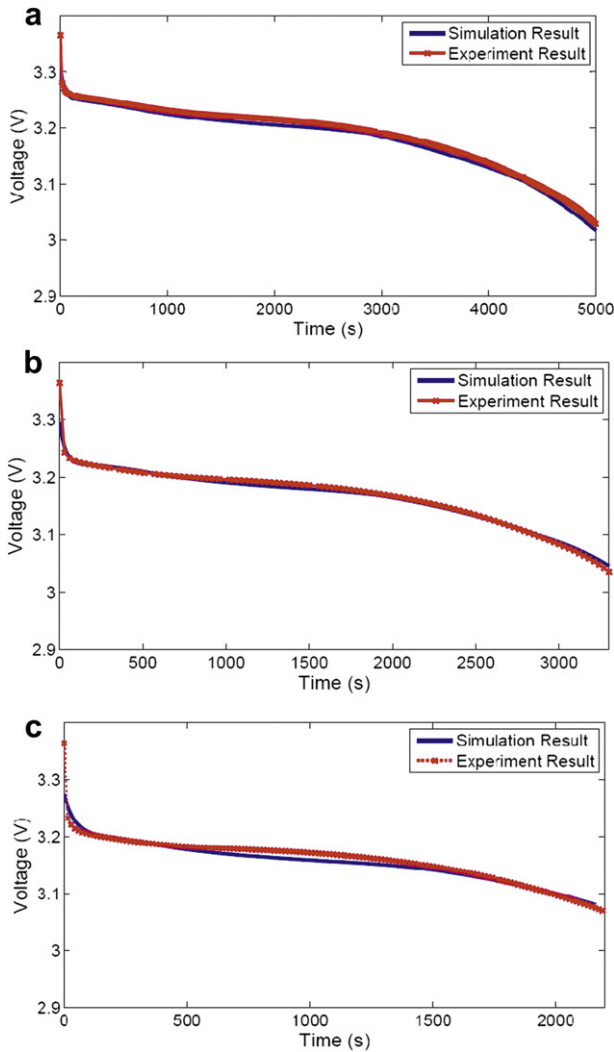 a
Simulation Result
Experiment Result
3.3
3.2
3.1
3
2.9
Voltage (V)
0 1000 2000 3000 4000 5000
Time (s)
b
Simulation Result
Experiment Result
3.3
3.2
3.1
3
2.9
Voltage (V)
0 500 1000 1500 2000 2500 3000
Time (s)
c
Simulation Result
Experiment Result
3.3
3.2
3.1
3
2.9
Voltage (V)
0 500 1000 1500 2000
Time (s)